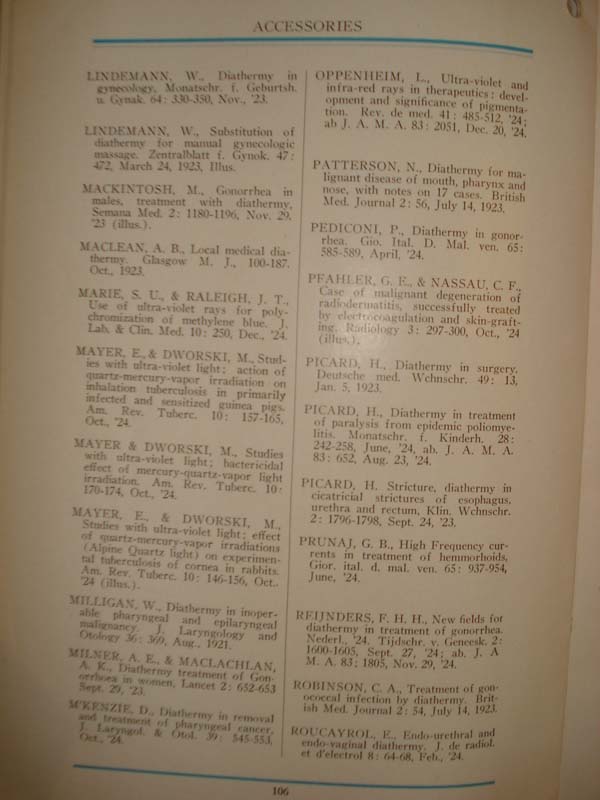 ACCESSORIES
LINDEMANN, W., Diathermy in
gynecology, Monatschr. f. Geburtsh.
u. Gynak. 64: 330-350, Nov., '23.
LINDEMANN, W., Substitution of
diathermy for manual gynecologic
massage. Zentralblatt f. Gynok. 47:
472, March 24, 1923, Illus.
MACKINTOSH, M., Gonorrhea in
males, treatment with diathermy,
Semana Med. 2: 1180-1196, Nov. 29,
'23 (illus.).
MACLEAN, A. B., Local medical dia-
thermy. Glasgow M. J., 100-187.
Oct., 1923.
MARIE, S. U., & RALEIGH, J. T.,
Use of ultra-violet rays for poly-
chromization of methylene blue. J.
Lab, & Clin. Med. 10: 250, Dec., '24.
MAYER, E., & DWORSKI, M., Stud-
ies with ultra-violet light; action of
quartz-mercury-vapor irradiation on
inhalation tuberculosis in primarily
infected and sensitized guinea pigs.
Am. Rev. Tuberc. 10: 157-165,
Oct., '24.
MAYER & DWORSKI, M., Studies
with ultra-violet light; bactericidal
effect of mercury-quartz-vapor light
irradiation. Am. Rev. Tuberc. 10:
170-174, Oct., '24.
MAYER, E., & DWORSKI, M.,
Studies with ultra-violet light; effect
of quartz-mercury-vapor irradiations
(Alpine Quartz light) on experimen-
tal tuberculosis of cornea in rabbits.
Am. Rev. Tuberc. 10: 146-156, Oct..
'24 (illus.).
MILLIGAN, W., Diathermy in inoper-
able pharyngeal and epilaryngeal
malignancy. J. Laryngology and
Otology 36: 369, Aug., 1921.
MILNER, A. E., & MACLACHLAN,
A. K., Diathermy treatment of Gon-
orrhoea in women, Lancet 2: 652-653
Sept. 29, '23.
M'KENZIE, D., Diathermy in removal
and treatment of pharyngeal cancer,
J. Laryngol. & Otol. 39: 545-553,
Oct., '24.
OPPENHEIM, L., Ultra-violet and
infra-red rays in therapeutics; devel-
opment and significance of pigmenta-
tion. Rev. de med. 41: 485-512, '24;
ab J. A. M. A. 83: 2051, Dec. 20, '24.
PATTERSON, N., Diathermy for ma-
lignant disease of mouth, pharynx and
nose, with notes on 17 cases. British
Med. Journal 2: 56, July 14, 1923.
PEDICONI, P., Diathermy in gonor-
rhea. Gio. Ital. D. Mal. ven. 65:
585-589, April, '24.
PFAHLER, G. E., & NASSAU, C. F.,
Case of malignant degeneration of
radiodermatitis, successfully treated
by electrocoagulation and skin-graft-
ing. Radiology 3: 297-300, Oct., '24
(illus.).
PICARD, H., Diathermy in surgery.
Deutsche med. Wchnschr. 49: 13,
Jan. 5, 1923.
PICARD, H., Diathermy in treatment
of paralysis from epidemic poliomye-
litis. Monatschr. f. Kinderh. 28:
242-258, June, '24, ab. J. A. M. A.
83: 652, Aug. 23, '24.
PICARD, H. Stricture, diathermy in
cicatricial strictures of esophagus,
urethra and rectum, Klin. Wchnschr.
2: 1796-1798, Sept. 24, '23.
PRUNAJ, G. B., High Frequency cur-
rents in treatment of hemmorhoids,
Gior. ital. d. mal. ven. 65: 937-954,
June, '24.
REIJNDERS, F. H. H., New fields for
diathermy in treatment of gonorrhea.
Nederl., '24. Tijdschr. v. Geneesk. 2:
1600-1605, Sept. 27, '24; ab. J. A
M. A. 83: 1805, Nov. 29, '24.
ROBINSON, C. A., Treatment of gon-
ococcal infection by diathermy. Brit-
ish Med. Journal 2: 54, July 14, 1923.
ROUCAYROL, E., Endo-urethral and
endo-vaginal diathermy. J. de radiol.
et d'electrol 8: 64-68, Feb., '24.
106